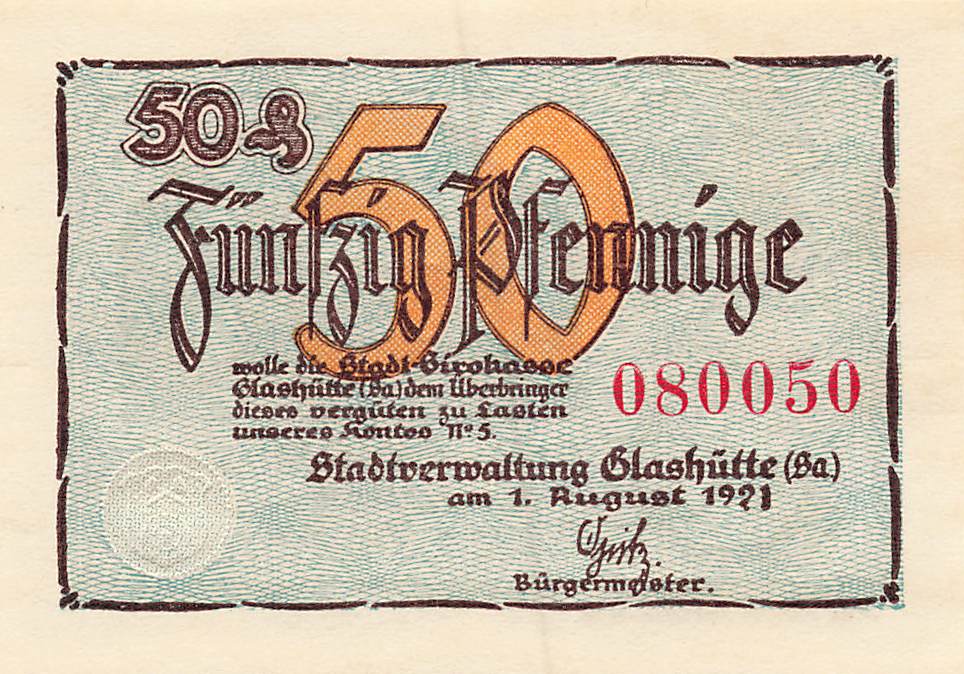 50 ₰
50
Fünfzig Pfennige
wolle die Stadt-Girokasse
Glashütte (Sa) dem Überbringer
dieses vergüten zu Lasten
unseres Kontos Nº 5.
080050
Stadtverwaltung Glashütte (Sa)
am 1. August 1921
Bürgermeister.